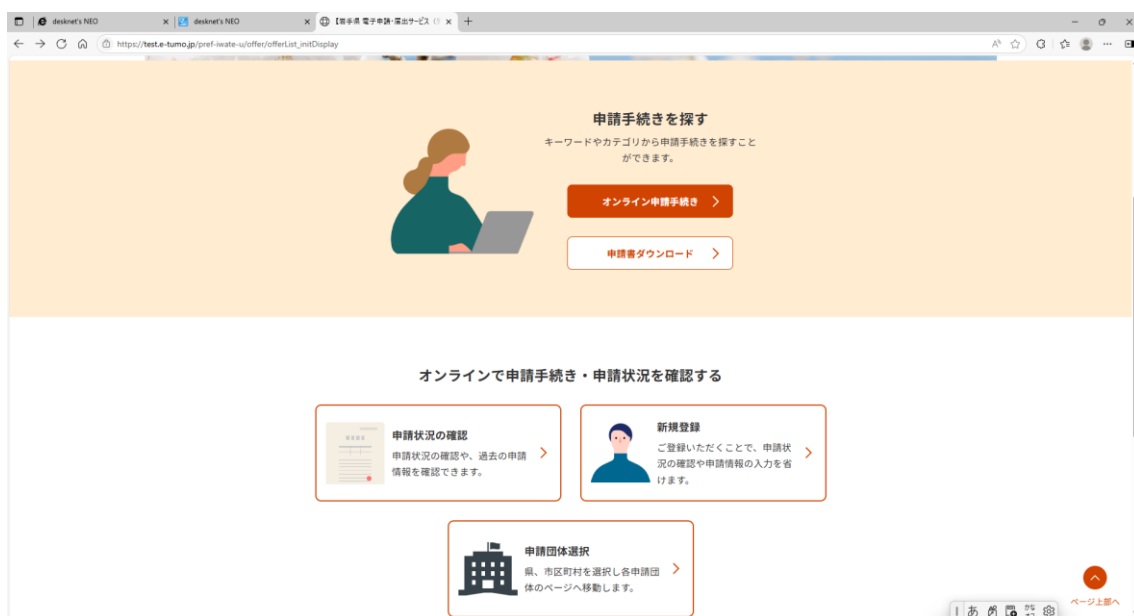 desknet's NEO
desknet's NEO
【岩手県 電子申請・届出サービス
https://test.e-tumo.jp/pref-iwate-u/offer/offerList_initDisplay
申請手続きを探す
キーワードやカテゴリから申請手続きを探すこと
ができます。
オンライン申請手続き
申請書ダウンロード
オンラインで申請手続き・申請状況を確認する
申請状況の確認
申請状況の確認や、過去の申請
情報を確認できます。
新規登録
ご登録いただくことで、申請状
況の確認や申請情報の入力を省
けます。
申請団体選択
県、市区町村を選択し各申請団
体のページへ移動します。
ページ上部へ
あ